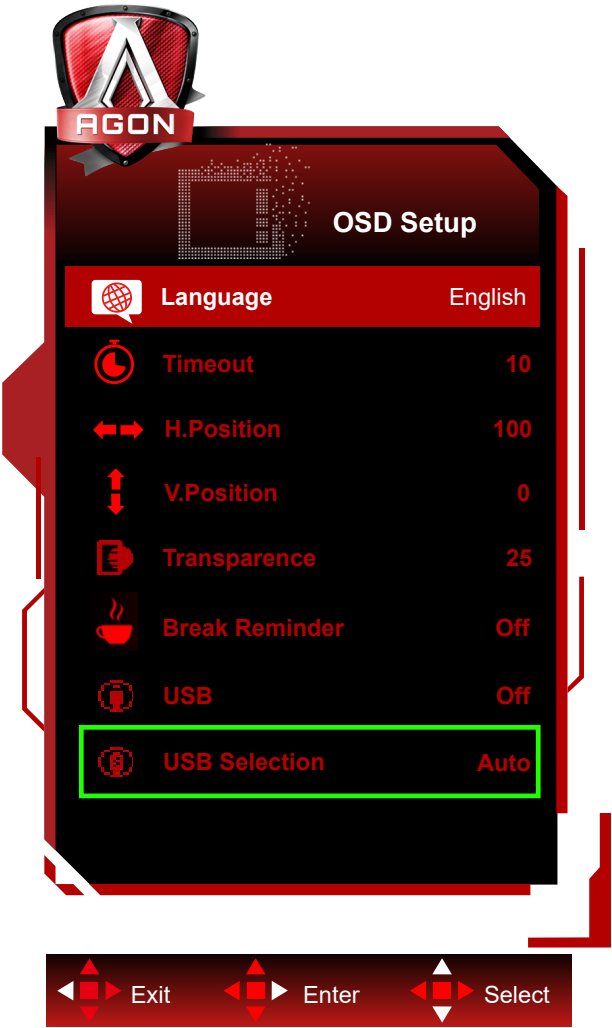 AGON
OSD Setup
Language English
Timeout 10
H.Position 100
V.Position 0
Transparence 25
Break Reminder Off
USB Off
USB Selection Auto
Exit Enter Select